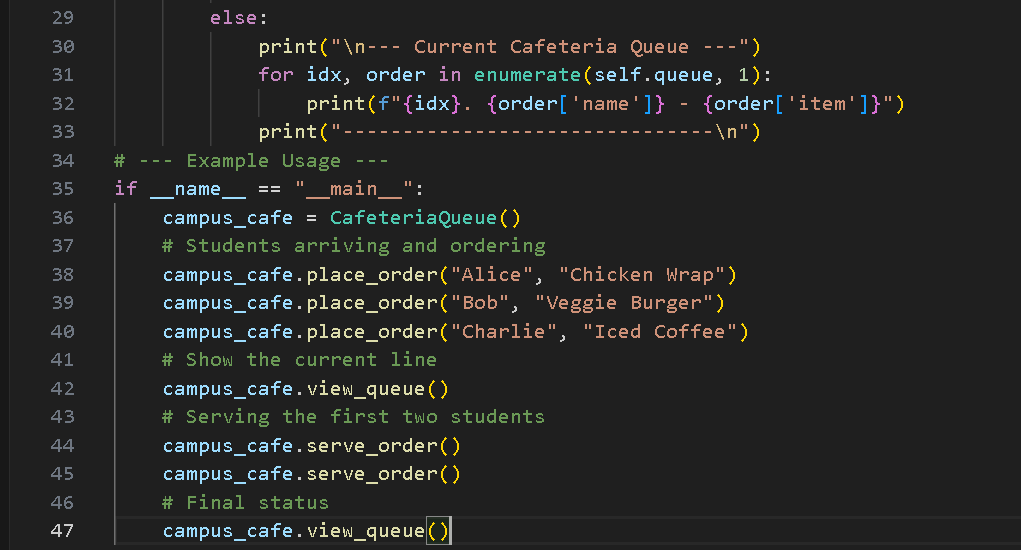 29 else:
30 print("\n--- Current Cafeteria Queue ---")
31 for idx, order in enumerate(self.queue, 1):
32 print(f"{idx}. {order['name']} - {order['item']}")
33 print("-------------------------------\n")
34 # --- Example Usage ---
35 if __name__ == "__main__":
36 campus_cafe = CafeteriaQueue()
37 # Students arriving and ordering
38 campus_cafe.place_order("Alice", "Chicken Wrap")
39 campus_cafe.place_order("Bob", "Veggie Burger")
40 campus_cafe.place_order("Charlie", "Iced Coffee")
41 # Show the current line
42 campus_cafe.view_queue()
43 # Serving the first two students
44 campus_cafe.serve_order()
45 campus_cafe.serve_order()
46 # Final status
47 campus_cafe.view_queue()